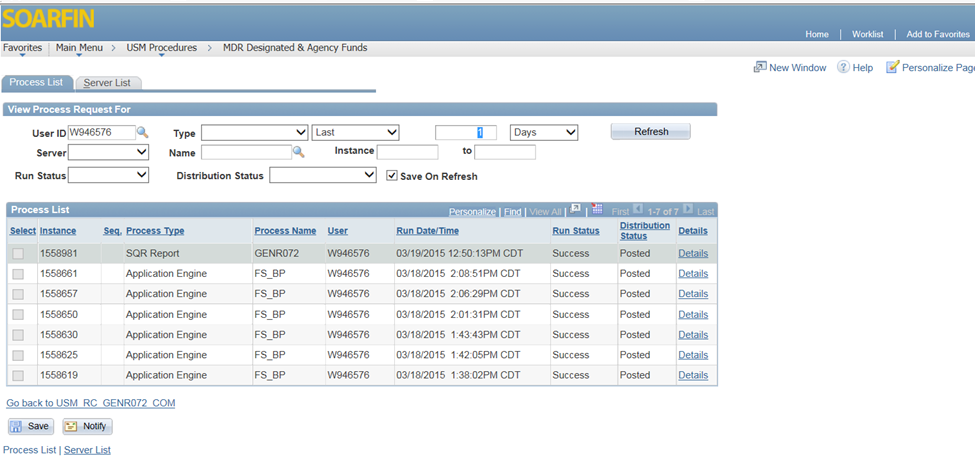 SOARFIN
Home | Worklist | Add to Favorites
Favorites | Main Menu > USM Procedures > MDR Designated & Agency Funds
New Window Help Personalize Pag
Process List Server List
View Process Request For
User ID W946576 Type Last 1 Days Refresh
Server Name Instance to
Run Status Distribution Status Save On Refresh
Process List Personalize | Find | View All | First 1-7 of 7 Last
Select Instance Seq. Process Type Process Name User Run Date/Time Run Status Distribution Status Details
1558981 SQR Report GENR072 W946576 03/19/2015 12:50:13PM CDT Success Posted Details
1558661 Application Engine FS_BP W946576 03/18/2015 2:08:51PM CDT Success Posted Details
1558657 Application Engine FS_BP W946576 03/18/2015 2:06:29PM CDT Success Posted Details
1558650 Application Engine FS_BP W946576 03/18/2015 2:01:31PM CDT Success Posted Details
1558630 Application Engine FS_BP W946576 03/18/2015 1:43:43PM CDT Success Posted Details
1558625 Application Engine FS_BP W946576 03/18/2015 1:42:05PM CDT Success Posted Details
1558619 Application Engine FS_BP W946576 03/18/2015 1:38:02PM CDT Success Posted Details
Go back to USM_RC_GENR072_COM
Save Notify
Process List | Server List